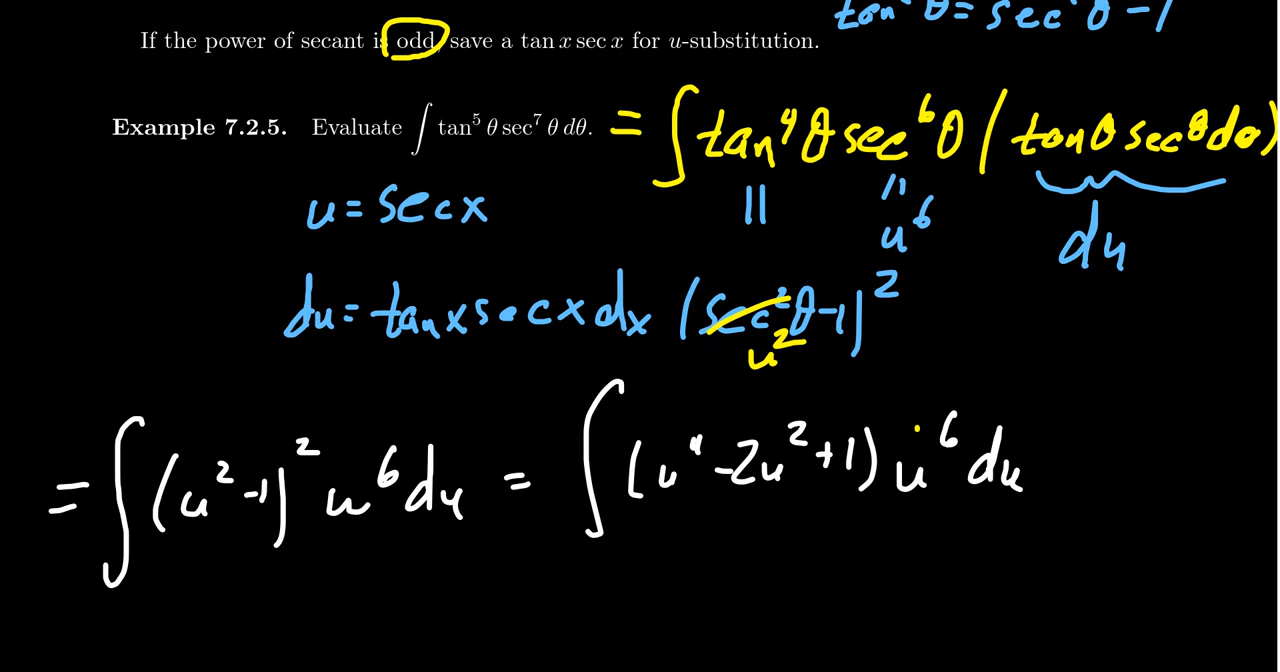 tan² θ = sec² θ - 1
If the power of secant is odd, save a tan x sec x for u-substitution.
Example 7.2.5. Evaluate ∫ tan⁵ θ sec⁷ θ dθ. = ∫ tan⁴ θ sec⁶ θ (tan θ sec θ dθ)
u = sec x || || u⁶ du
du = tan x sec x dx (sec² θ - 1)²
u²
= ∫ (u² - 1)² u⁶ du = ∫ (u⁴ - 2u² + 1) u⁶ du